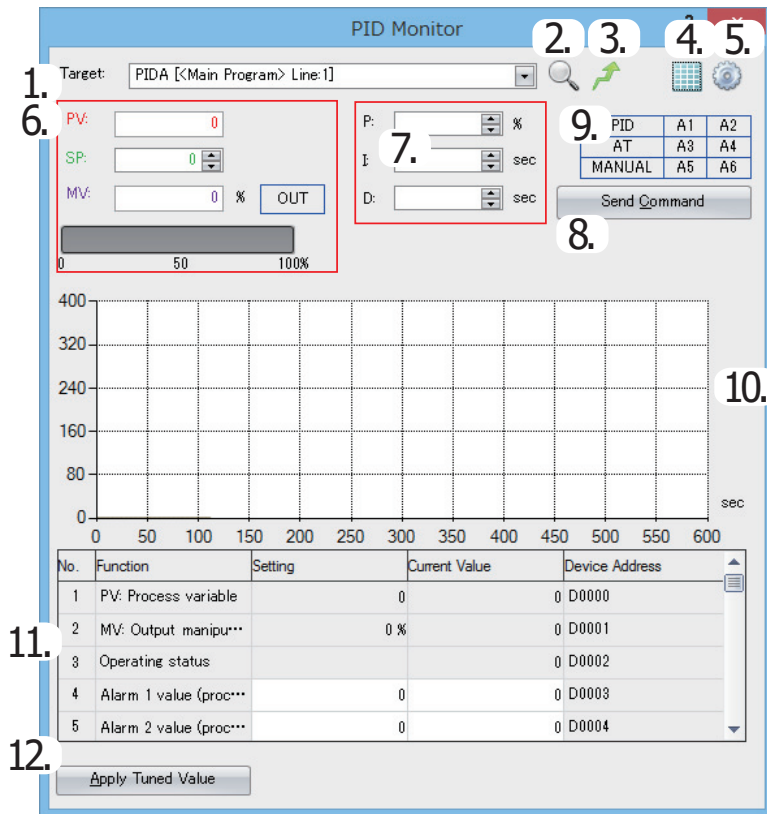 PID Monitor
2. 3. 4. 5.
1. Target: PIDA [<Main Program> Line:1]
6. PV: 0
SP: 0
MV: 0 % OUT
0 50 100%
7.
P: %
I: sec
D: sec
9. PID A1 A2
AT A3 A4
MANUAL A5 A6
Send Command
8.
400
320
240
160
80
0
10.
sec
0 50 100 150 200 250 300 350 400 450 500 550 600
11.
No. Function Setting Current Value Device Address
1 PV: Process variable 0 0 D0000
2 MV: Output manipu··· 0 % 0 D0001
3 Operating status 0 D0002
4 Alarm 1 value (proc··· 0 0 D0003
5 Alarm 2 value (proc··· 0 0 D0004
12.
Apply Tuned Value